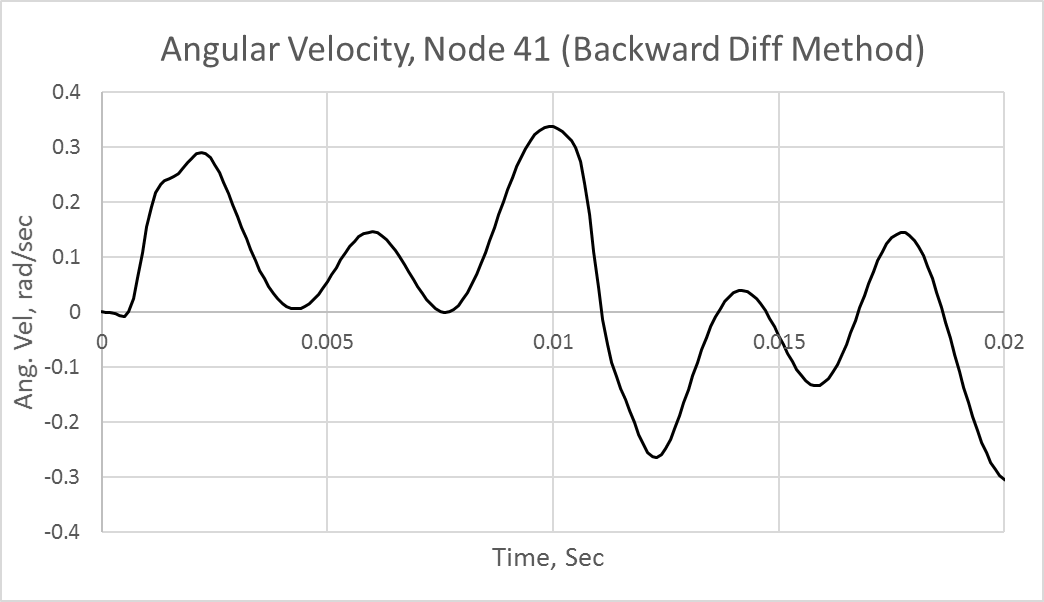 Angular Velocity, Node 41 (Backward Diff Method)
0.4
0.3
0.2
0.1
0
-0.1
-0.2
-0.3
-0.4
Ang. Vel, rad/sec
0 0.005 0.01 0.015 0.02
Time, Sec